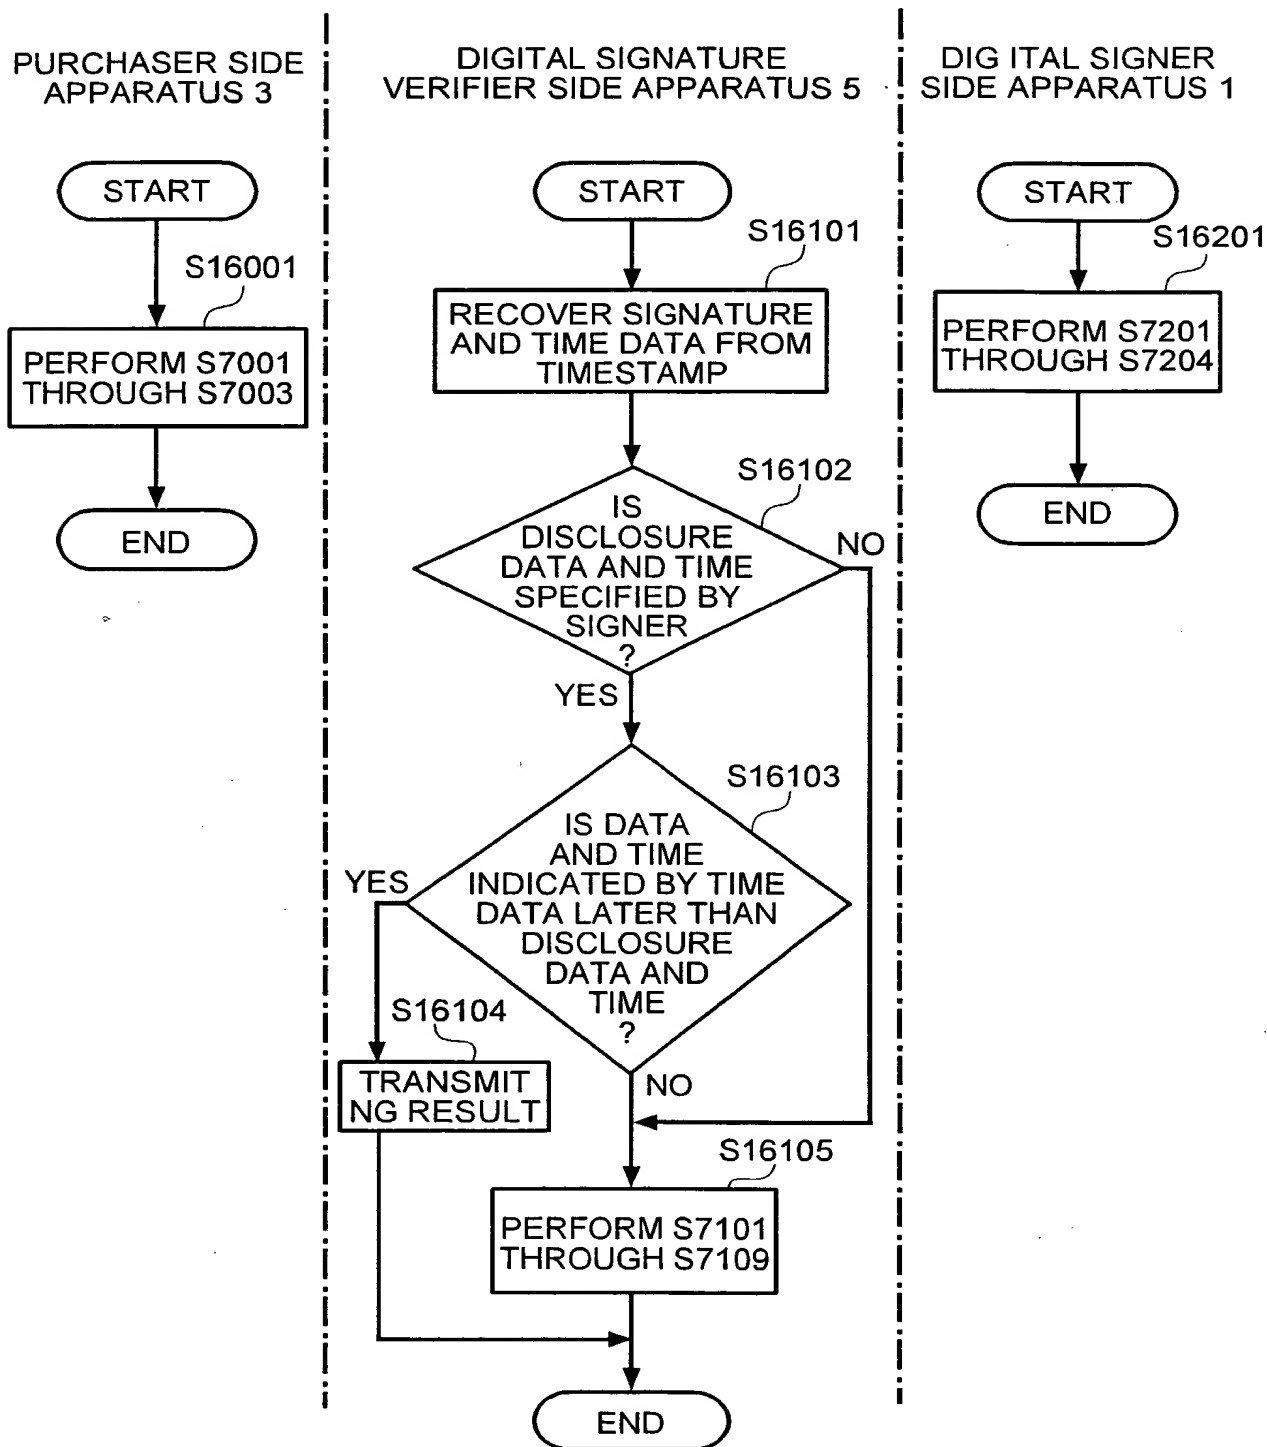 PURCHASER SIDE
APPARATUS 3
START
S16001
PERFORM S7001
THROUGH S7003
END
DIGITAL SIGNATURE
VERIFIER SIDE APPARATUS 5
START
S16101
RECOVER SIGNATURE
AND TIME DATA FROM
TIMESTAMP
S16102
IS
DISCLOSURE
DATA AND TIME
SPECIFIED BY
SIGNER
?
NO
YES
S16103
IS DATA
AND TIME
INDICATED BY TIME
DATA LATER THAN
DISCLOSURE
DATA AND
TIME
?
YES
NO
S16104
TRANSMIT
NG RESULT
S16105
PERFORM S7101
THROUGH S7109
END
DIG ITAL SIGNER
SIDE APPARATUS 1
START
S16201
PERFORM S7201
THROUGH S7204
END